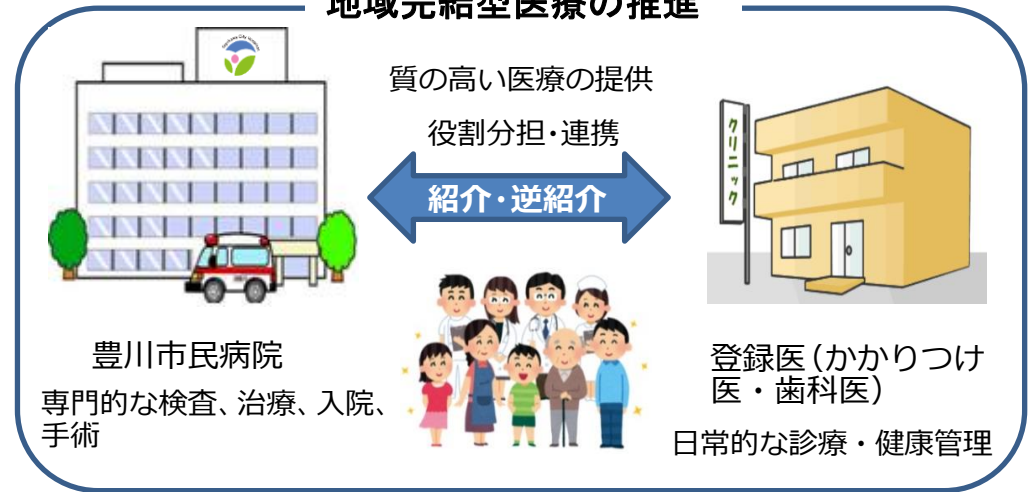 地域完結型医療の推進
質の高い医療の提供
役割分担・連携
紹介・逆紹介
クリニック
豊川市民病院
専門的な検査、治療、入院、
手術
登録医（かかりつけ
医・歯科医）
日常的な診療・健康管理